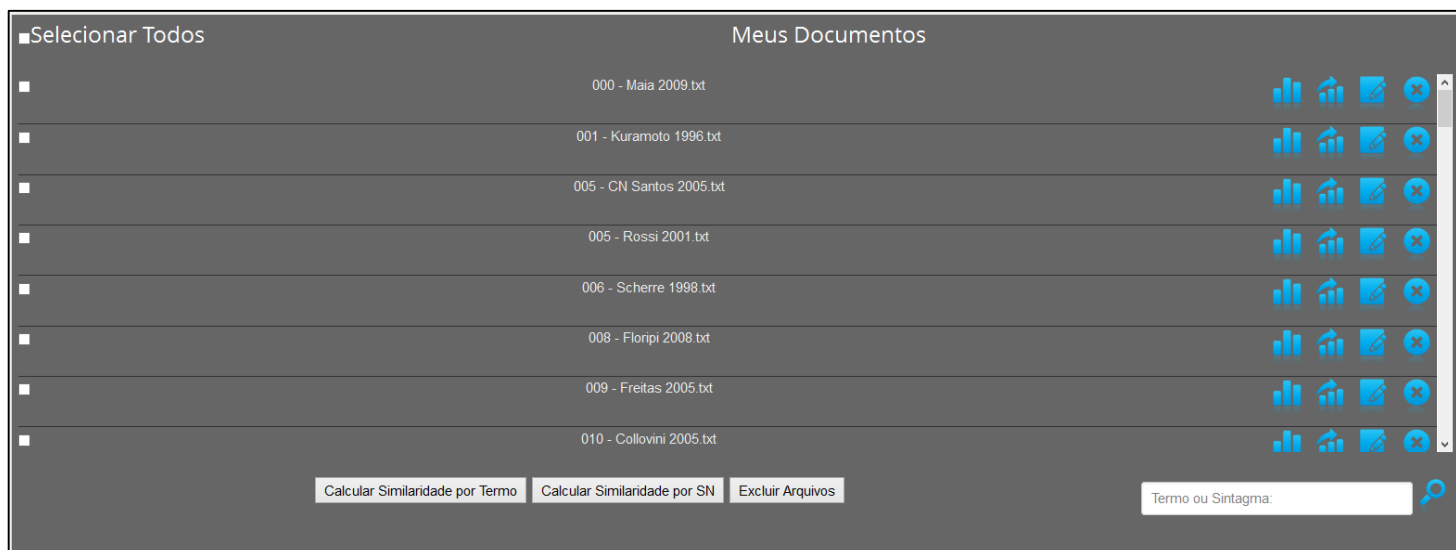 Selecionar Todos
Meus Documentos
000 - Maia 2009.txt
001 - Kuramoto 1996.txt
005 - CN Santos 2005.txt
005 - Rossi 2001.txt
006 - Scherre 1998.txt
008 - Floripi 2008.txt
009 - Freitas 2005.txt
010 - Collovini 2005.txt
Calcular Similaridade por Termo
Calcular Similaridade por SN
Excluir Arquivos
Termo ou Sintagma: